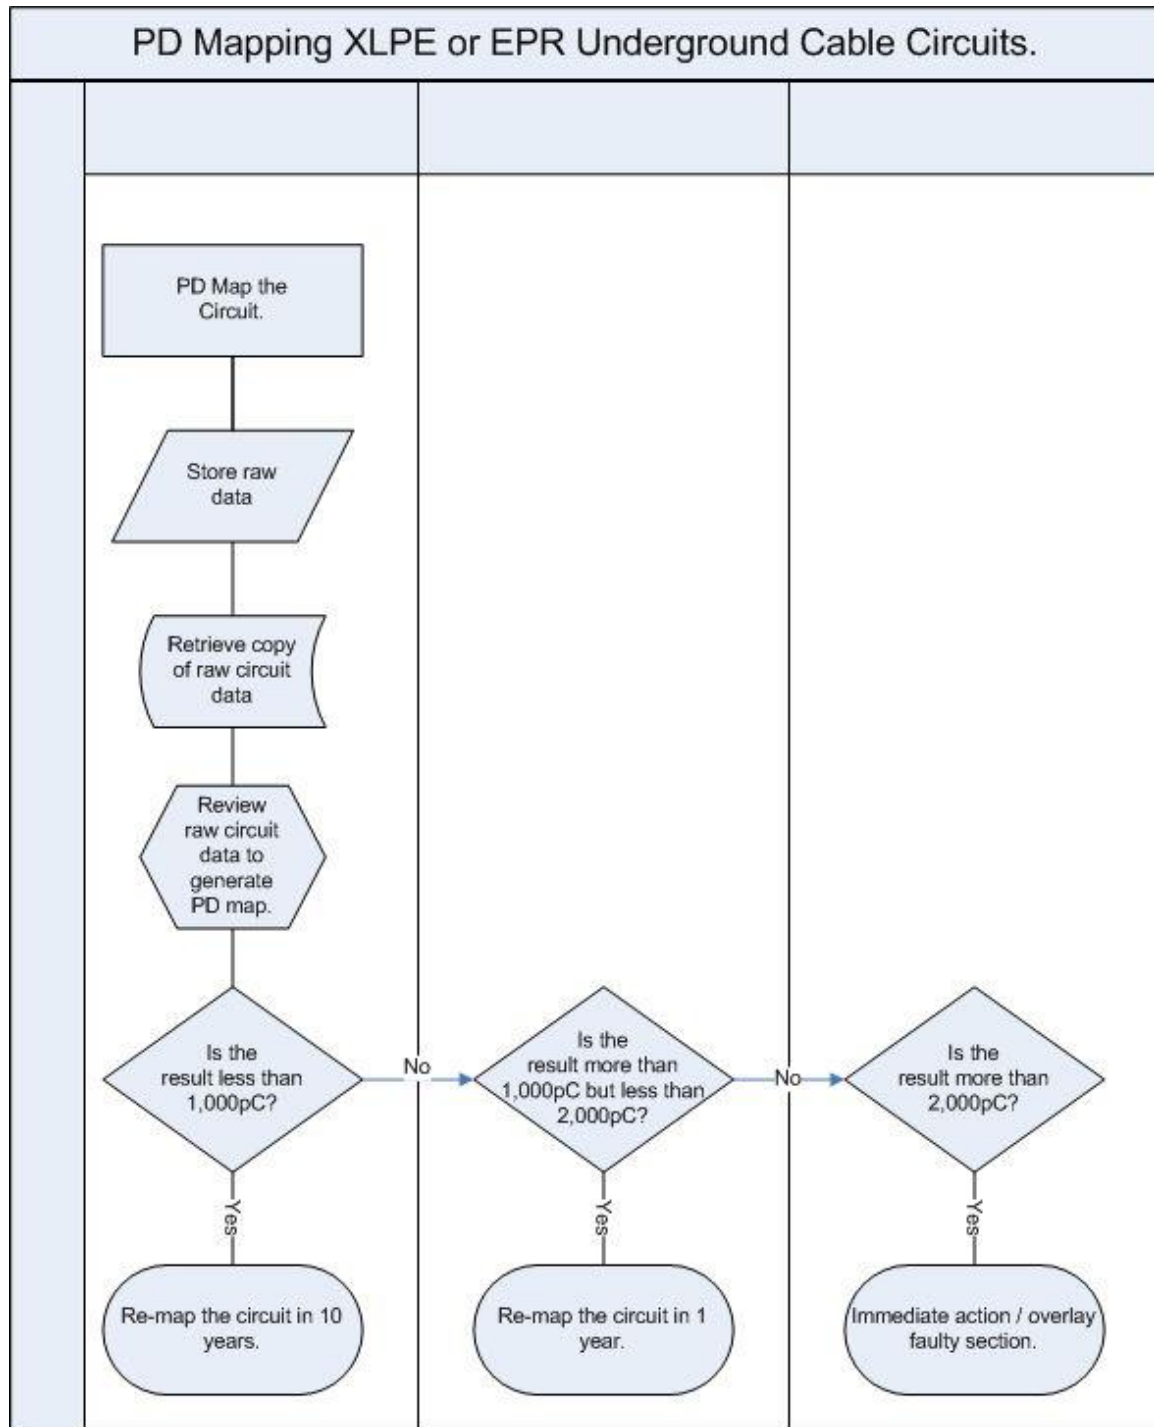 PD Mapping XLPE or EPR Underground Cable Circuits.
PD Map the
Circuit.
Store raw
data
Retrieve copy
of raw circuit
data
Review
raw circuit
data to
generate
PD map.
Is the
result less than
1,000pC?
No
Is the
result more than
1,000pC but less than
2,000pC?
No
Is the
result more than
2,000pC?
Yes
Yes
Yes
Re-map the circuit in 10
years.
Re-map the circuit in 1
year.
Immediate action / overlay
faulty section.